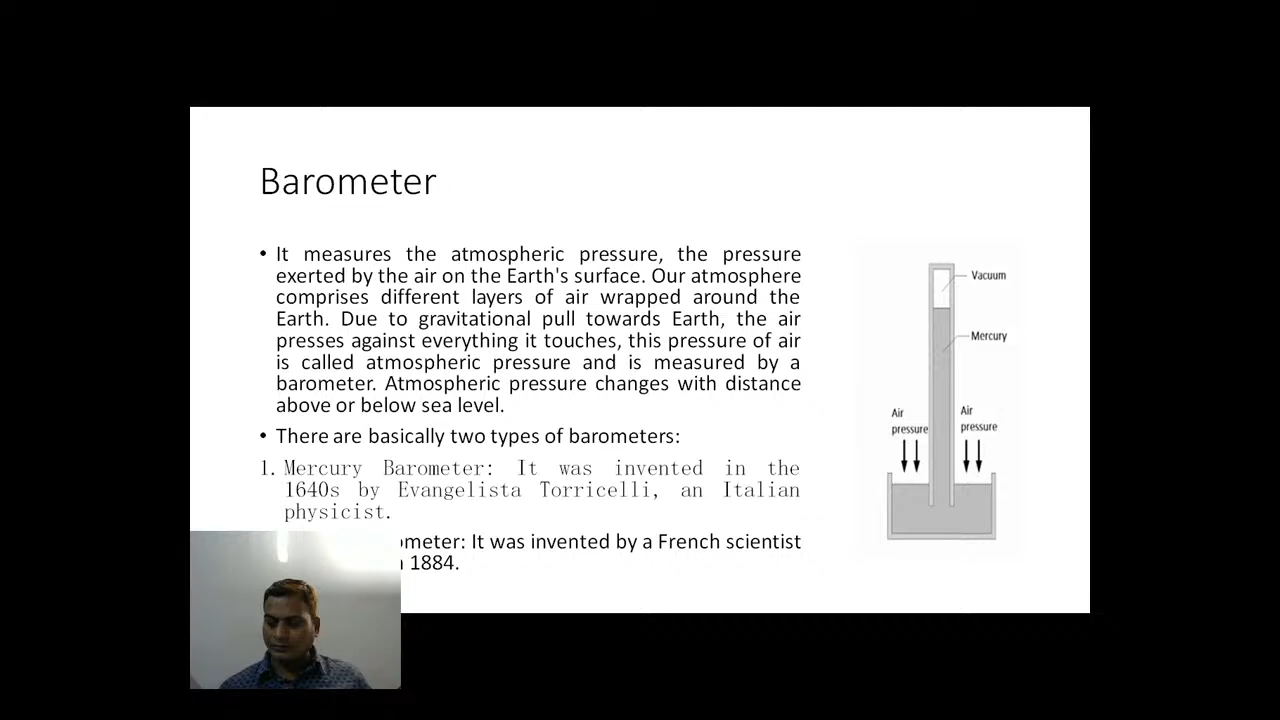 Barometer
• It measures the atmospheric pressure, the pressure
exerted by the air on the Earth's surface. Our atmosphere
comprises different layers of air wrapped around the
Earth. Due to gravitational pull towards Earth, the air
presses against everything it touches, this pressure of air
is called atmospheric pressure and is measured by a
barometer. Atmospheric pressure changes with distance
above or below sea level.
• There are basically two types of barometers:
1. Mercury Barometer: It was invented in the
1640s by Evangelista Torricelli, an Italian
physicist.
ometer: It was invented by a French scientist
1884.
Vacuum
Mercury
Air
pressure
Air
pressure